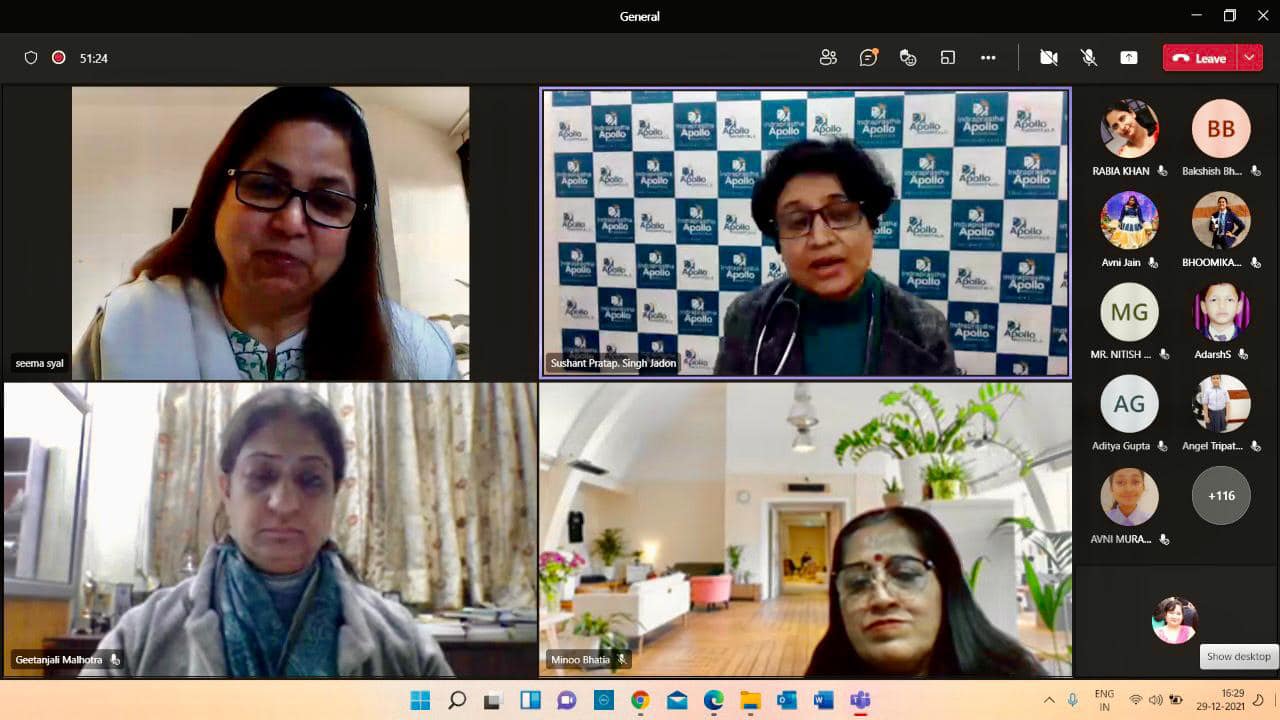 General
51:24
Leave
seema syal
Indraprastha
Apollo
Apollo
HOSPITALS
Sushant Pratap. Singh Jadon
Geetanjali Malhotra
Minoo Bhatia
RABIA KHAN
BB
Bakshish Bh...
Avni Jain
BHOOMIKA...
MG
MR. NITISH ...
AdarshS
AG
Aditya Gupta
Angel Tripat...
AVNI MURA...
+116
Show desktop
ENG
IN
16:29
29-12-2021